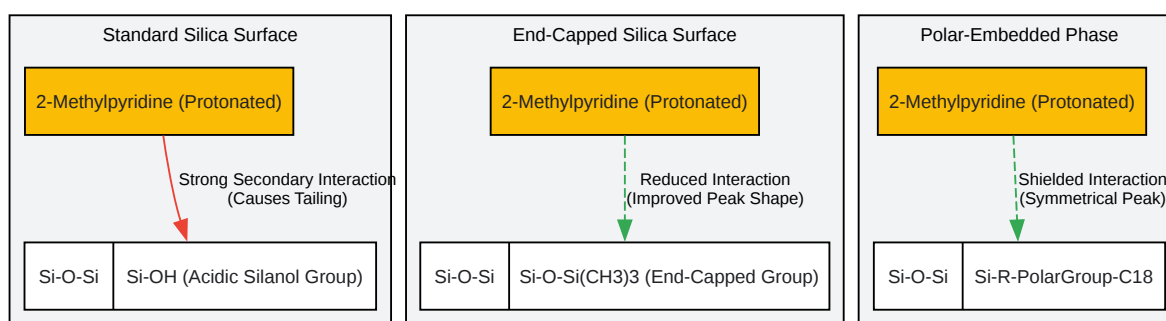 Standard Silica Surface
2-Methylpyridine (Protonated)
Strong Secondary Interaction
(Causes Tailing)
Si-O-Si
Si-OH (Acidic Silanol Group)
End-Capped Silica Surface
2-Methylpyridine (Protonated)
Reduced Interaction
(Improved Peak Shape)
Si-O-Si
Si-O-Si(CH3)3 (End-Capped Group)
Polar-Embedded Phase
2-Methylpyridine (Protonated)
Shielded Interaction
(Symmetrical Peak)
Si-O-Si
Si-R-PolarGroup-C18